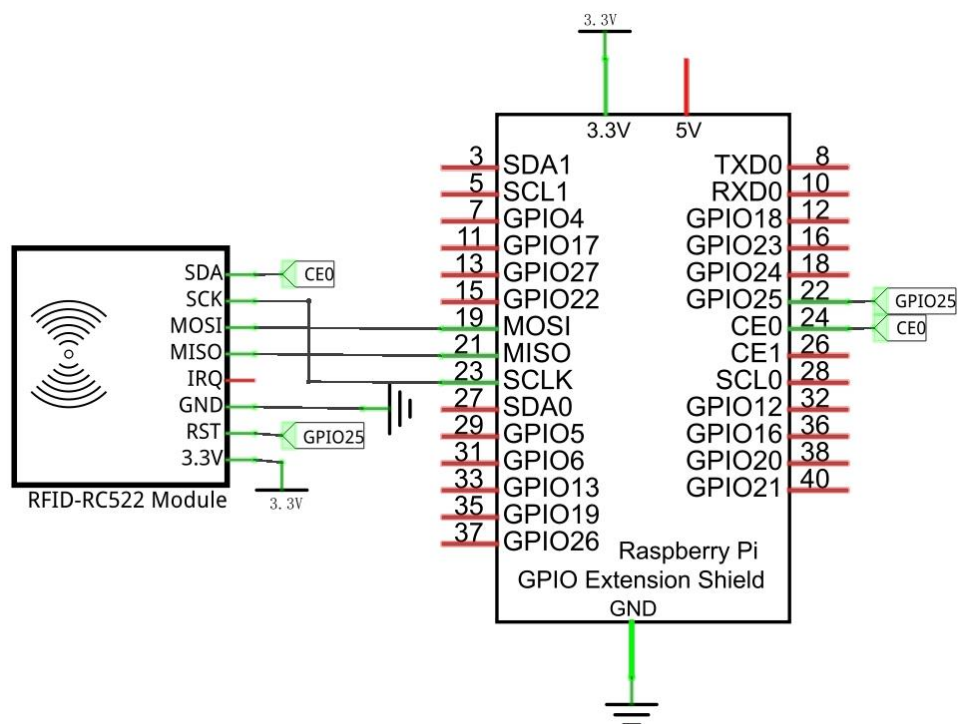 3.3V
3.3V 5V
3 SDA1 TXD0 8
5 SCL1 RXD0 10
7 GPIO4 GPIO18 12
11 GPIO17 GPIO23 16
13 GPIO27 GPIO24 18
15 GPIO22 GPIO25 22 GPIO25
19 MOSI CE0 24 CE0
21 MISO CE1 26
23 SCLK SCL0 28
27 SDA0 GPIO12 32
29 GPIO5 GPIO16 36
31 GPIO6 GPIO20 38
33 GPIO13 GPIO21 40
35 GPIO19
37 GPIO26
Raspberry Pi
GPIO Extension Shield
GND
SDA CE0
SCK
MOSI
MISO
IRQ
GND
RST GPIO25
3.3V
3.3V
RFID-RC522 Module